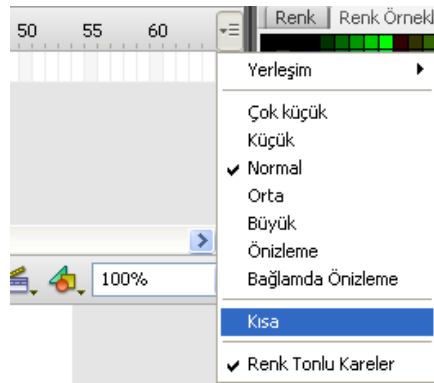 50 55 60
Renk Renk Örnekl
Yerleşim
Çok küçük
Küçük
Normal
Orta
Büyük
Önizleme
Bağlamda Önizleme
100%
Kısa
Renk Tonlu Kareler